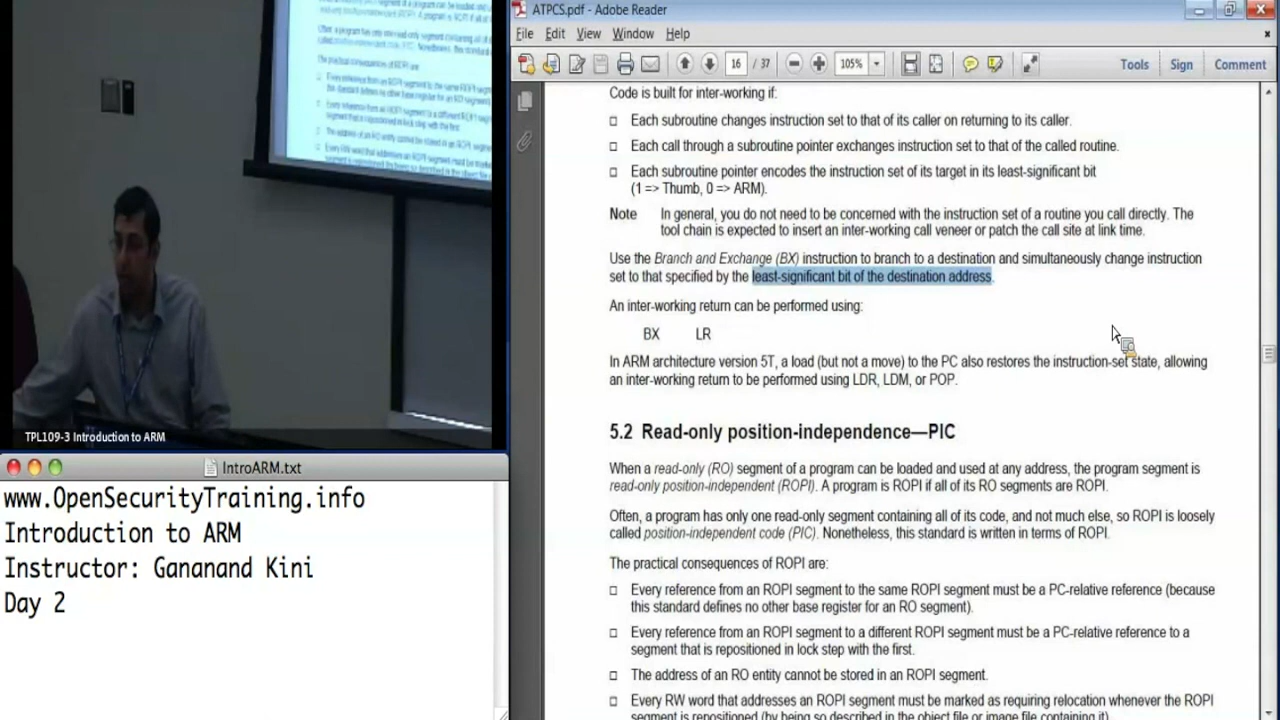 TPL109-3 Introduction to ARM
IntroARM.txt
www.OpenSecurityTraining.info
Introduction to ARM
Instructor: Gananand Kini
Day 2
ATPCS.pdf - Adobe Reader
File Edit View Window Help
16 / 37 105% Tools Sign Comment
Code is built for inter-working if:
Each subroutine changes instruction set to that of its caller on returning to its caller.
Each call through a subroutine pointer exchanges instruction set to that of the called routine.
Each subroutine pointer encodes the instruction set of its target in its least-significant bit
(1 => Thumb, 0 => ARM).
Note In general, you do not need to be concerned with the instruction set of a routine you call directly. The
tool chain is expected to insert an inter-working call veneer or patch the call site at link time.
Use the Branch and Exchange (BX) instruction to branch to a destination and simultaneously change instruction
set to that specified by the least-significant bit of the destination address.
An inter-working return can be performed using:
BX LR
In ARM architecture version 5T, a load (but not a move) to the PC also restores the instruction-set state, allowing
an inter-working return to be performed using LDR, LDM, or POP.
5.2 Read-only position-independence—PIC
When a read-only (RO) segment of a program can be loaded and used at any address, the program segment is
read-only position-independent (ROPI). A program is ROPI if all of its RO segments are ROPI.
Often, a program has only one read-only segment containing all of its code, and not much else, so ROPI is loosely
called position-independent code (PIC). Nonetheless, this standard is written in terms of ROPI.
The practical consequences of ROPI are:
Every reference from an ROPI segment to the same ROPI segment must be a PC-relative reference (because
this standard defines no other base register for an RO segment).
Every reference from an ROPI segment to a different ROPI segment must be a PC-relative reference to a
segment that is repositioned in lock step with the first.
The address of an RO entity cannot be stored in an ROPI segment.
Every RW word that addresses an ROPI segment must be marked as requiring relocation whenever the ROPI
segment is repositioned (by being so described in the object file or image file containing it).